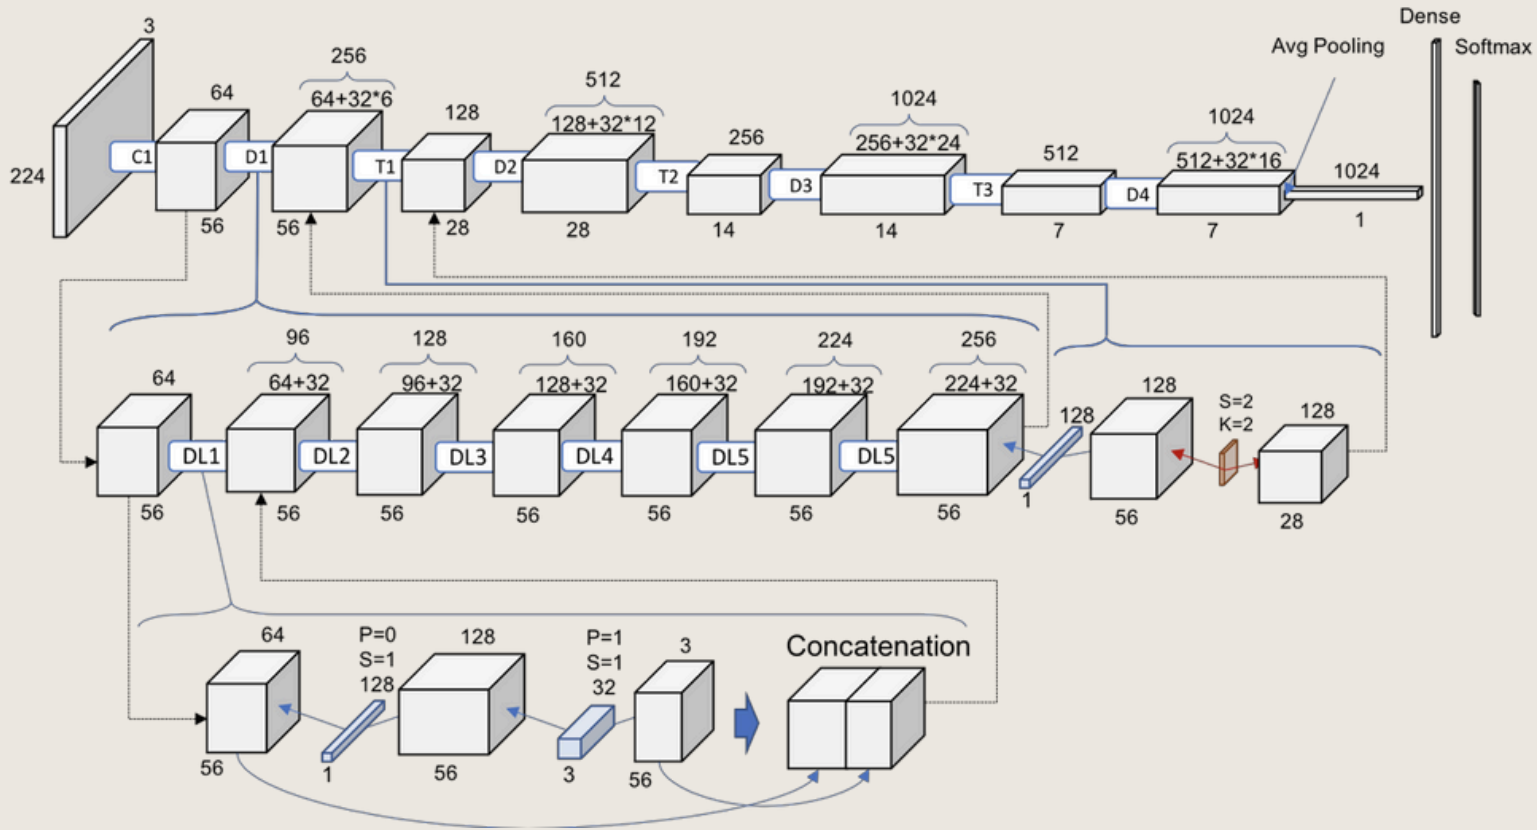 Dense
Avg Pooling
Softmax
3
224
C1
64
56
D1
256
64+32*6
56
T1
128
28
D2
512
128+32*12
28
T2
256
14
D3
1024
256+32*24
14
T3
512
7
D4
1024
512+32*16
7
1024
1
64
56
DL1
96
64+32
56
DL2
128
96+32
56
DL3
160
128+32
56
DL4
192
160+32
56
DL5
224
192+32
56
DL5
256
224+32
56
128
1
128
56
S=2
K=2
128
28
64
56
P=0
S=1
128
1
128
56
P=1
S=1
32
3
3
56
Concatenation